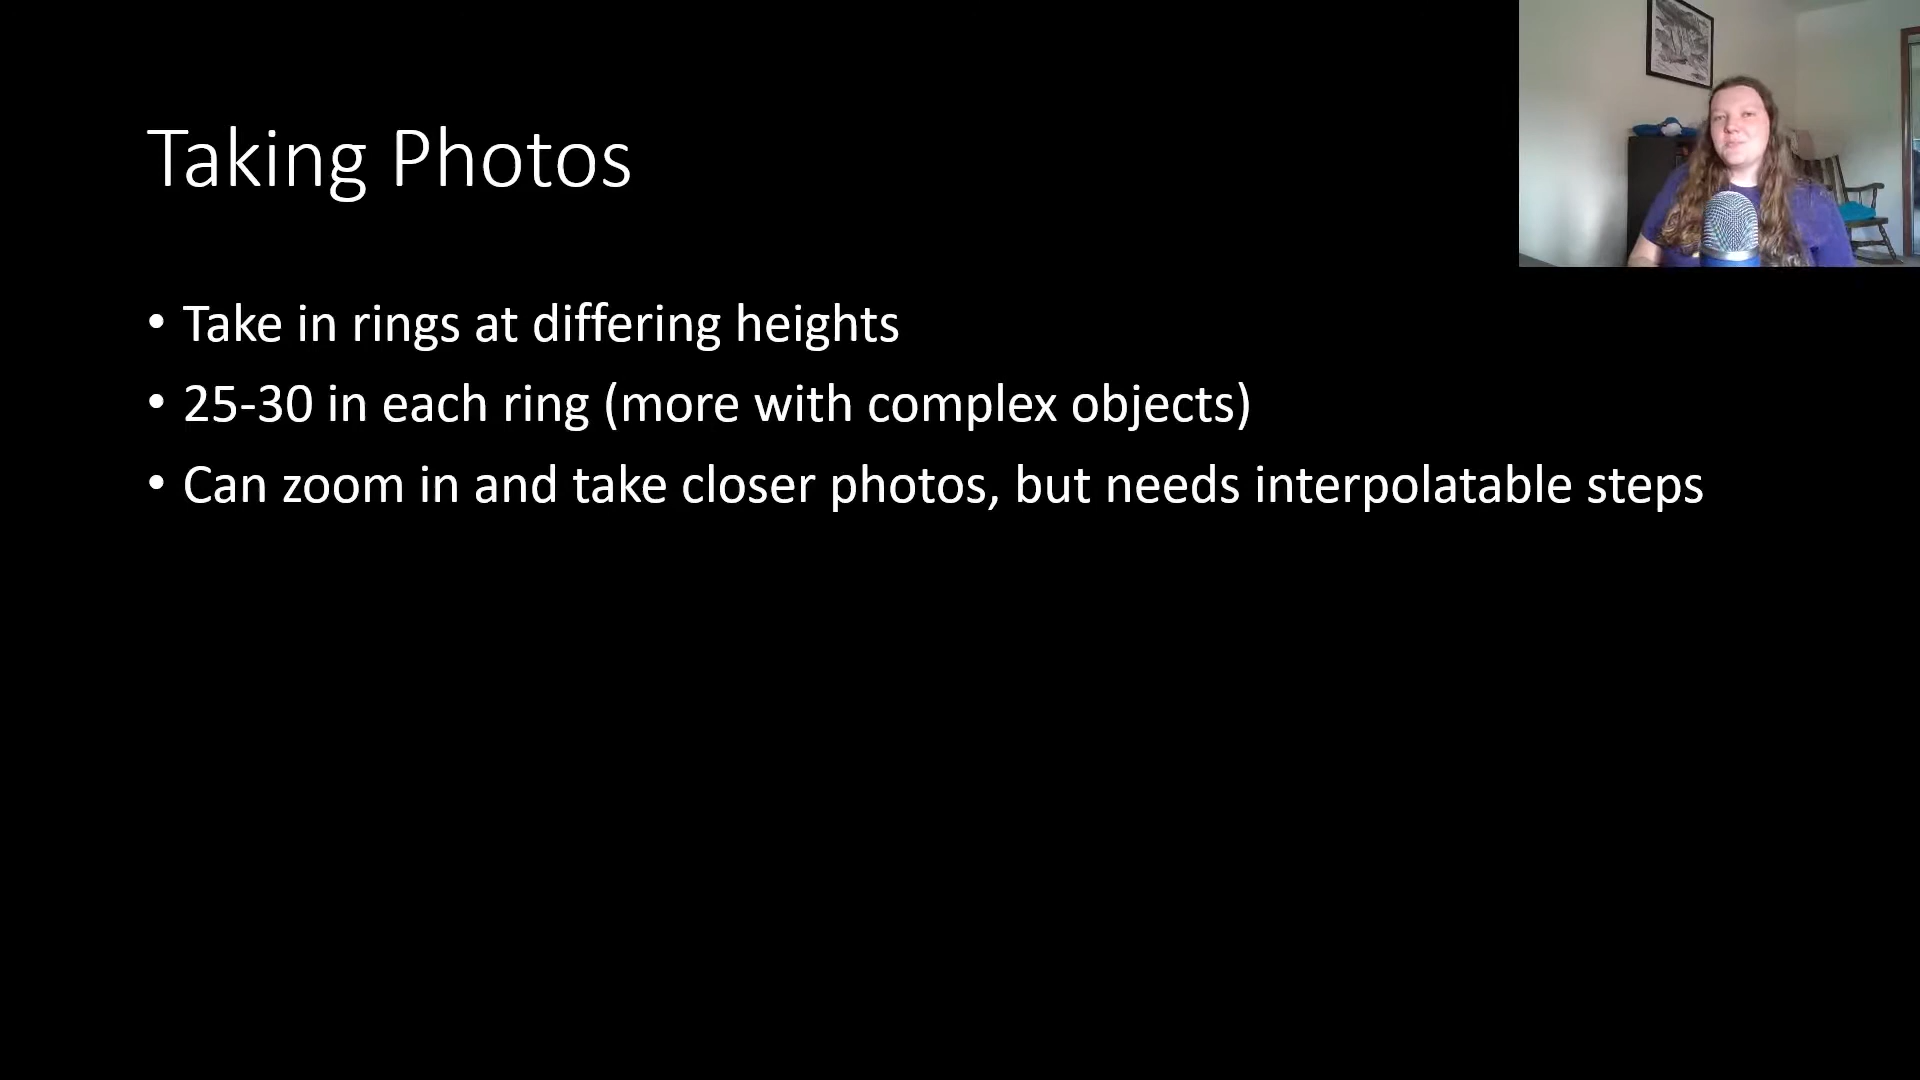 Taking Photos
• Take in rings at differing heights
• 25-30 in each ring (more with complex objects)
• Can zoom in and take closer photos, but needs interpolatable steps